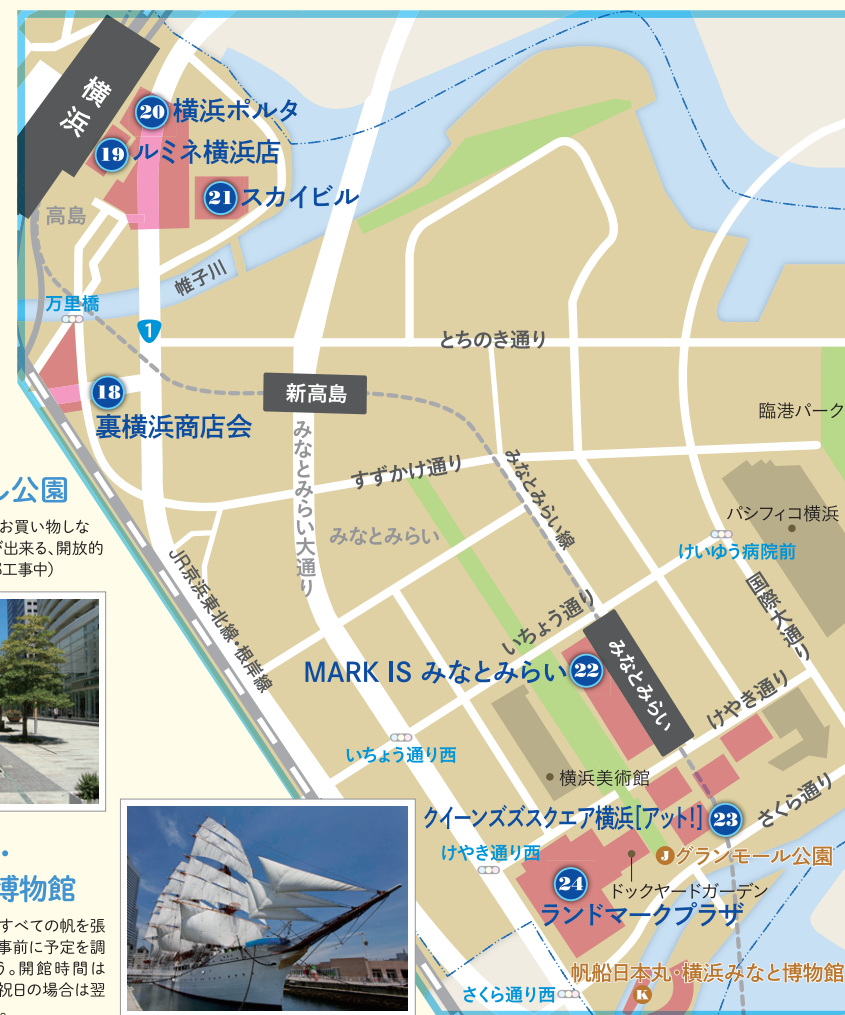 横浜
20 横浜ポルタ
19 ルミネ横浜店
21 スカイビル
高島
帷子川
万里橋
1
とちのき通り
18
裏横浜商店会
新高島
臨港パーク
みなとみらい大通り
すずかけ通り
みなとみらい線
みなとみらい
パシフィコ横浜
けいゆう病院前
JR京浜東北線・根岸線
国際大通り
いちょう通り
MARK IS みなとみらい 22
みなとみらい
けやき通り
いちょう通り西
横浜美術館
さくら通り
クイーンズズスクエア横浜[アット!] 23
けやき通り西
J グランモール公園
24
ドックヤードガーデン
ランドマークプラザ
帆船日本丸・横浜みなと博物館
K
さくら通り西
ル公園
お買い物しな
が出来る、開放的
部工事中)
・
博物館
すべての帆を張
事前に予定を調
う。開館時間は
祝日の場合は翌
。